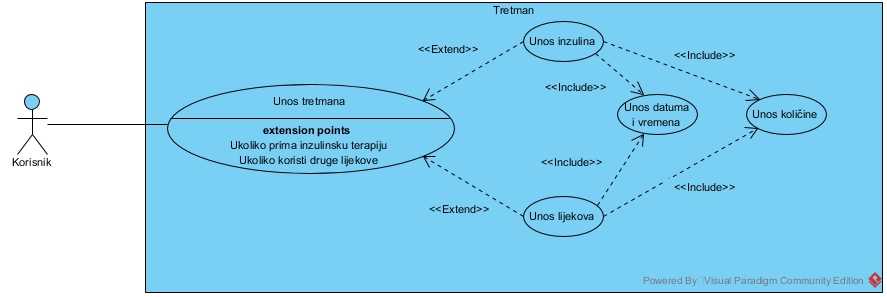 Tretman
Unos inzulina
<<Extend>>
<<Include>>
<<Include>>
Unos tretmana
Unos datuma
i vremena
Unos količine
extension points
Ukoliko prima inzulinsku terapiju
Ukoliko koristi druge lijekove
Korisnik
<<Include>>
<<Include>>
<<Extend>>
Unos lijekova
Powered By Visual Paradigm Community Edition